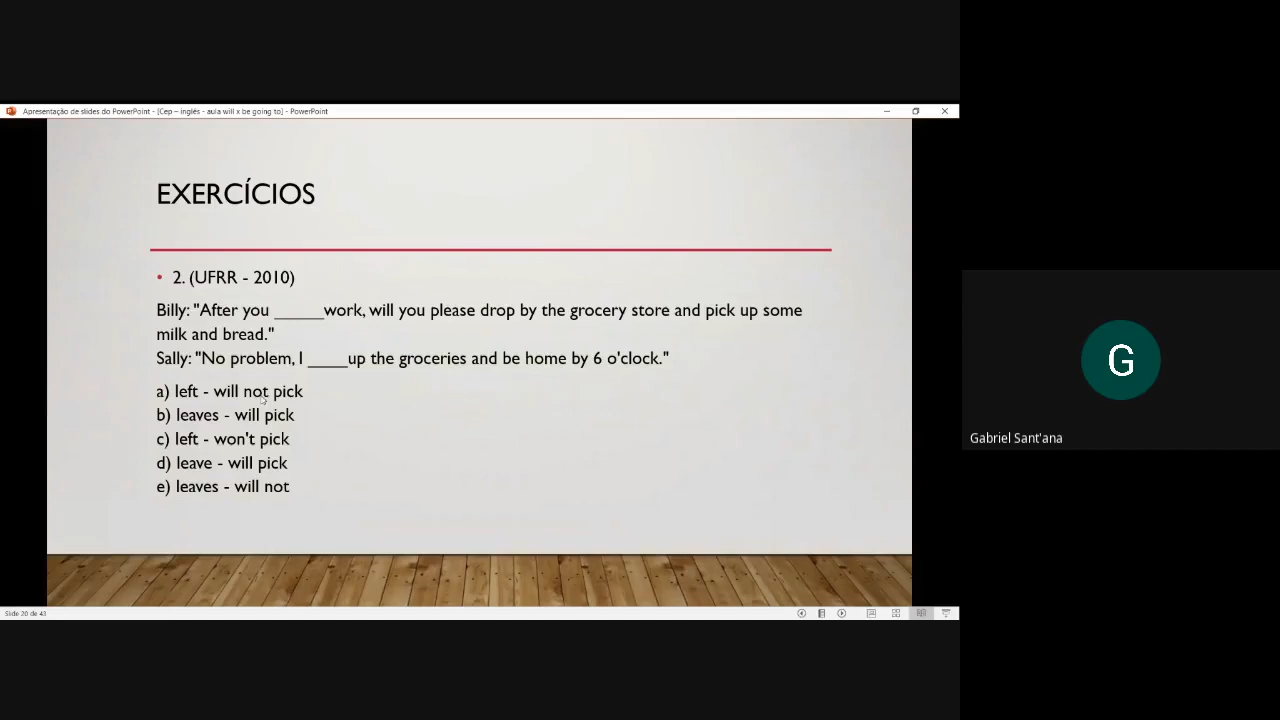 Apresentação de slides do PowerPoint - [Cep – inglês - aula will x be going to] - PowerPoint
EXERCÍCIOS
• 2. (UFRR - 2010)
Billy: "After you ______work, will you please drop by the grocery store and pick up some
milk and bread."
Sally: "No problem, I _____up the groceries and be home by 6 o'clock."
a) left - will not pick
b) leaves - will pick
c) left - won't pick
d) leave - will pick
e) leaves - will not
Slide 20 de 43
G
Gabriel Sant'ana